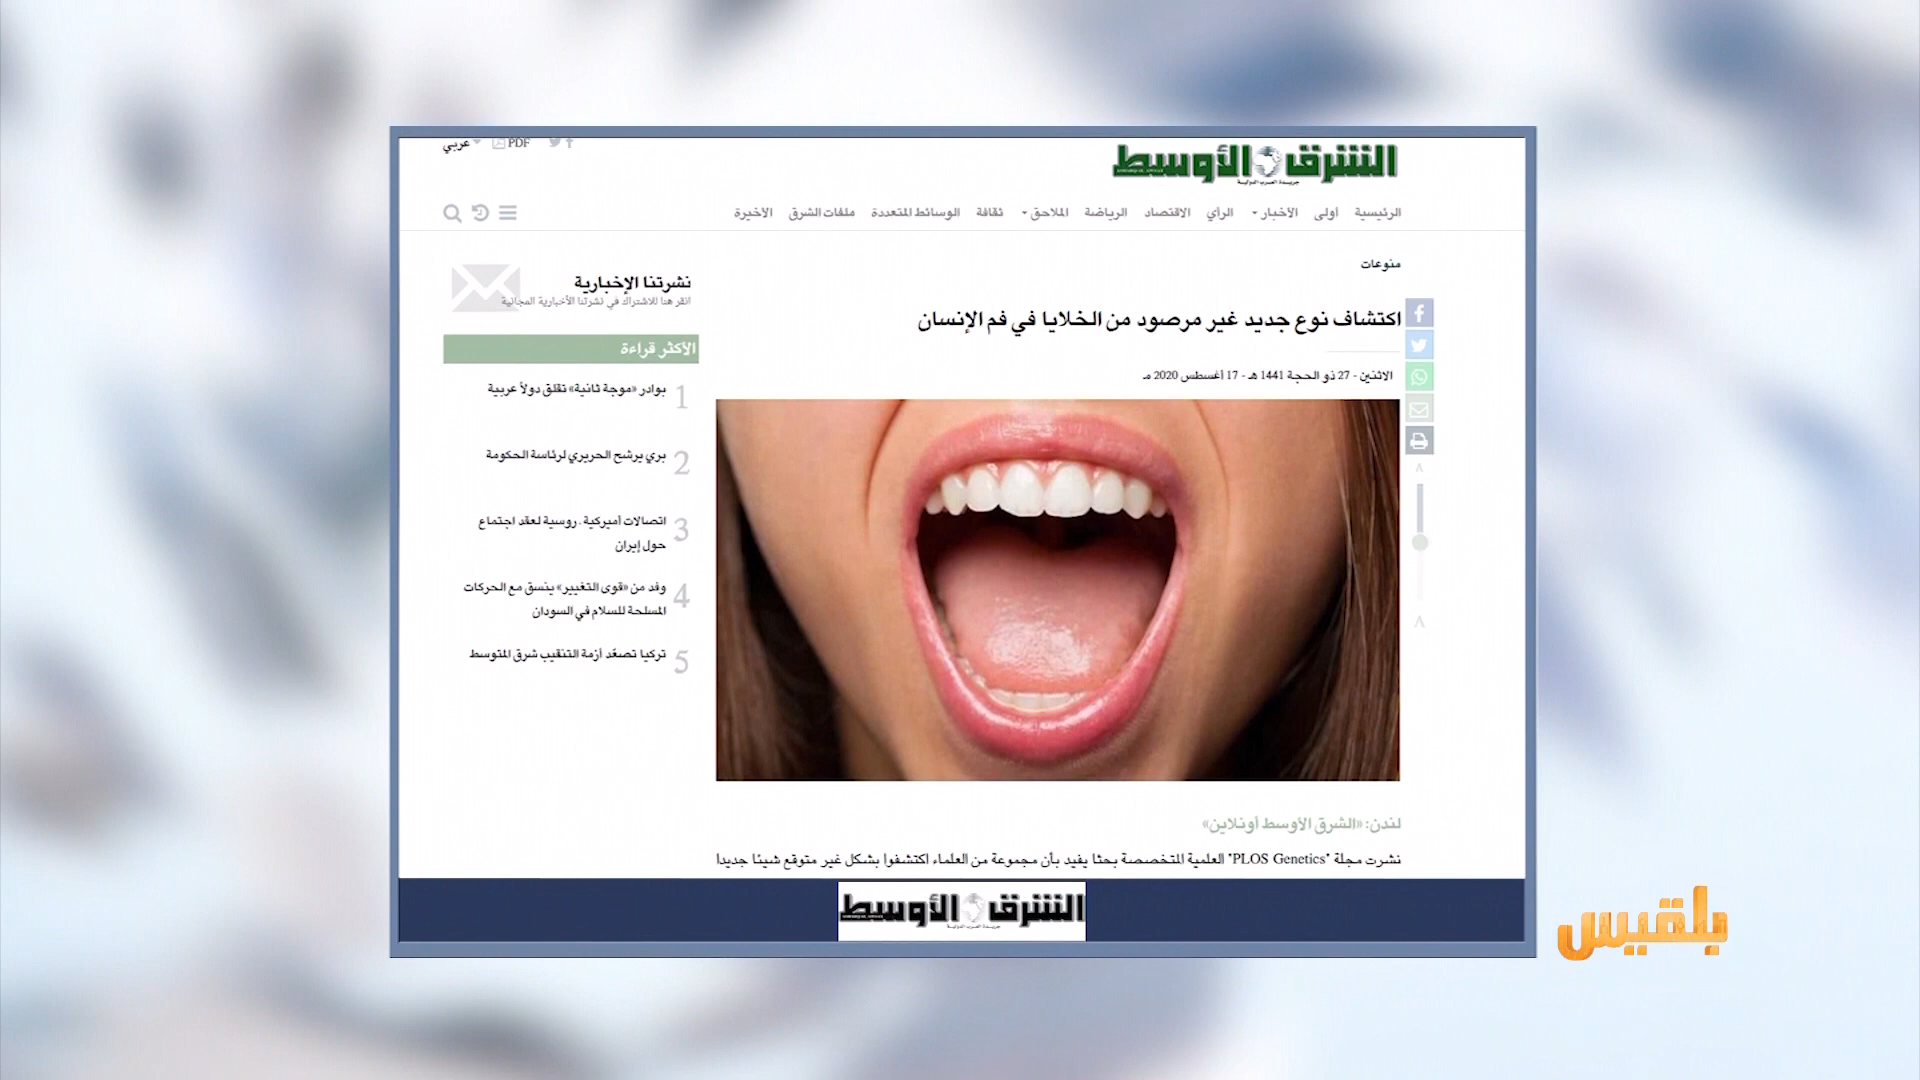 عربي PDF
الشرق الأوسط
جريدة العرب الدولية
الرئيسية أولى الأخبار الرأي الاقتصاد الرياضة الملاحق ثقافة الوسائط المتعددة ملفات الشرق الأخيرة
منوعات
اكتشاف نوع جديد غير مرصود من الخلايا في فم الإنسان
الاثنين - 27 ذو الحجة 1441 هـ - 17 أغسطس 2020 مـ
نشرتنا الإخبارية
انقر هنا للاشتراك في نشرتنا الأخبارية المجانية
الأكثر قراءة
1 بوادر «موجة ثانية» تقلق دولاً عربية
2 بري يرشح الحريري لرئاسة الحكومة
3 اتصالات أميركية ـ روسية لعقد اجتماع
حول إيران
4 وفد من «قوى التغيير» ينسق مع الحركات
المسلحة للسلام في السودان
5 تركيا تصعّد أزمة التنقيب شرق المتوسط
لندن: «الشرق الأوسط أونلاين»
نشرت مجلة "PLOS Genetics" العلمية المتخصصة بحثا يفيد بأن مجموعة من العلماء اكتشفوا بشكل غير متوقع شيئا جديدا
الشرق الأوسط
جريدة العرب الدولية
بلقيس